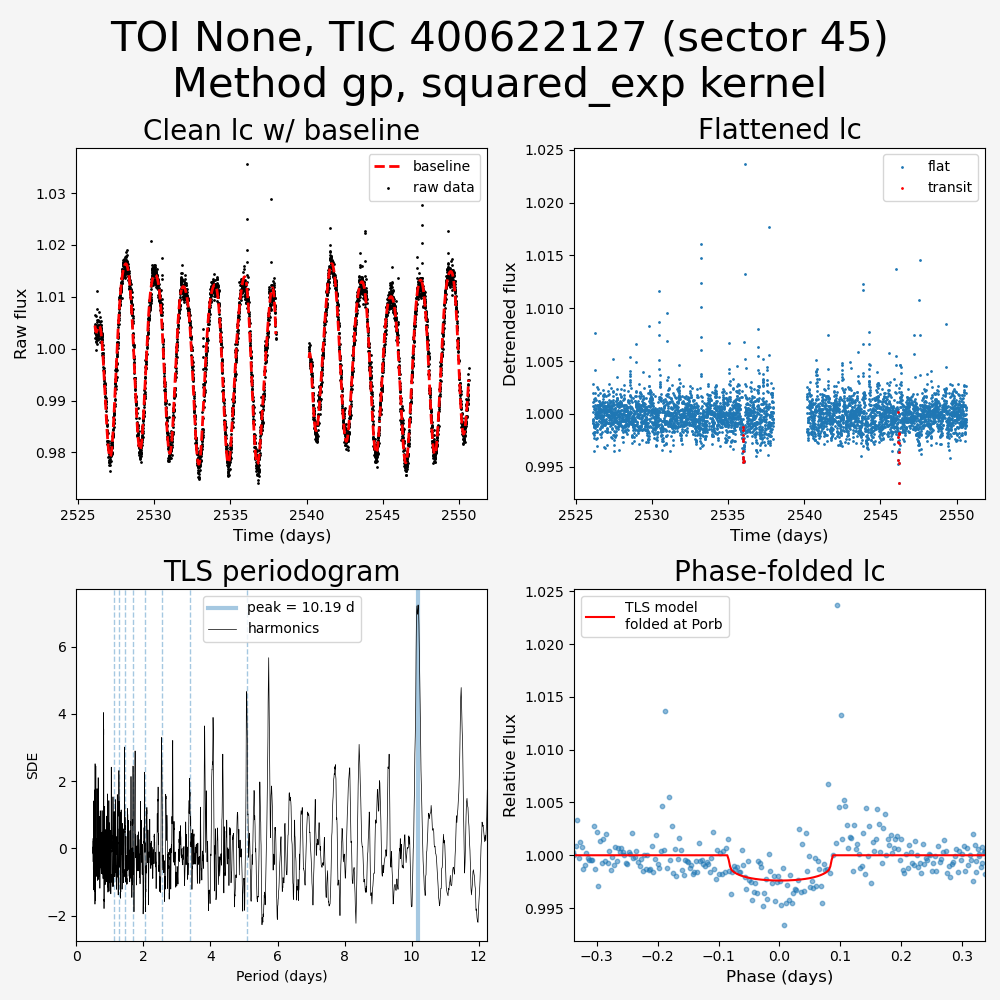 TOI None, TIC 400622127 (sector 45)
Method gp, squared_exp kernel
Clean lc w/ baseline
baseline
raw data
Raw flux
1.03
1.02
1.01
1.00
0.99
0.98
2525 2530 2535 2540 2545 2550
Time (days)
Flattened lc
flat
transit
Detrended flux
1.025
1.020
1.015
1.010
1.005
1.000
0.995
2525 2530 2535 2540 2545 2550
Time (days)
TLS periodogram
peak = 10.19 d
harmonics
SDE
6
4
2
0
−2
0 2 4 6 8 10 12
Period (days)
Phase-folded lc
TLS model
folded at Porb
Relative flux
1.025
1.020
1.015
1.010
1.005
1.000
0.995
−0.3 −0.2 −0.1 0.0 0.1 0.2 0.3
Phase (days)